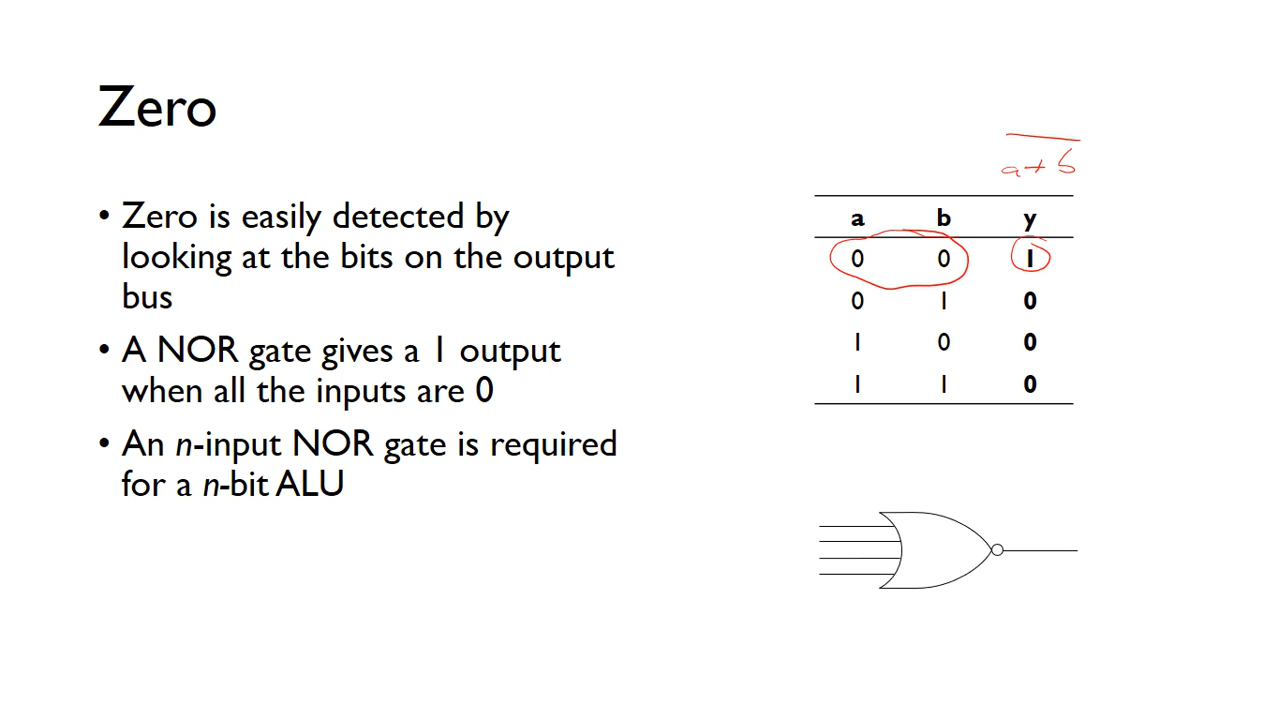 Zero
• Zero is easily detected by
looking at the bits on the output
bus
• A NOR gate gives a 1 output
when all the inputs are 0
• An n-input NOR gate is required
for a n-bit ALU
a+b
a b y
0 0 1
0 1 0
1 0 0
1 1 0